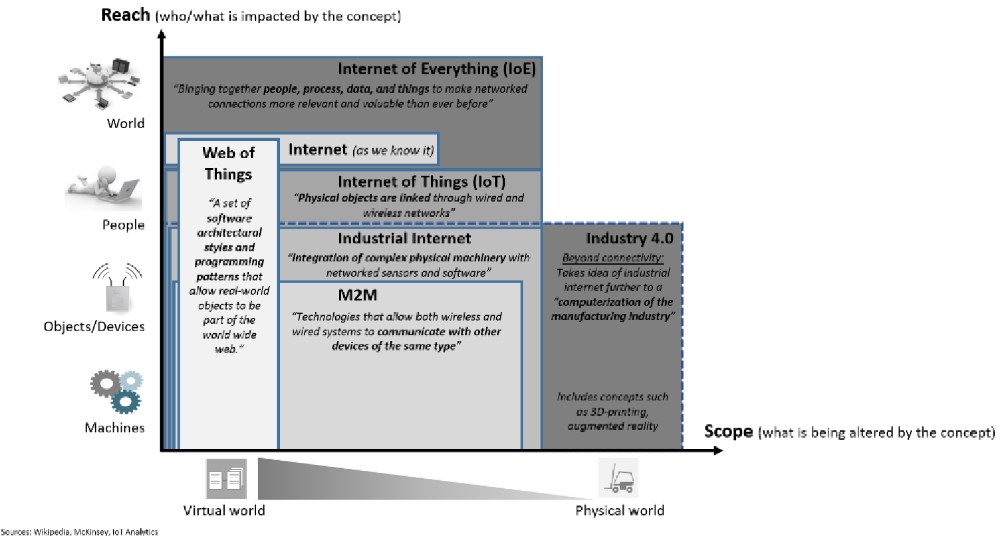 Reach (who/what is impacted by the concept)
World
People
Objects/Devices
Machines
Internet of Everything (IoE)
“Binging together people, process, data, and things to make networked
connections more relevant and valuable than ever before”
Internet (as we know it)
Web of
Things
“A set of
software
architectural
styles and
programming
patterns that
allow real-world
objects to be
part of the
world wide
web.”
Internet of Things (IoT)
“Physical objects are linked through wired and
wireless networks”
Industrial Internet
“Integration of complex physical machinery with
networked sensors and software”
M2M
“Technologies that allow both wireless and
wired systems to communicate with other
devices of the same type”
Industry 4.0
Beyond connectivity:
Takes idea of industrial
internet further to a
“computerization of the
manufacturing industry”
Includes concepts such
as 3D-printing,
augmented reality
Scope (what is being altered by the concept)
Virtual world
Physical world
Sources: Wikipedia, McKinsey, IoT Analytics